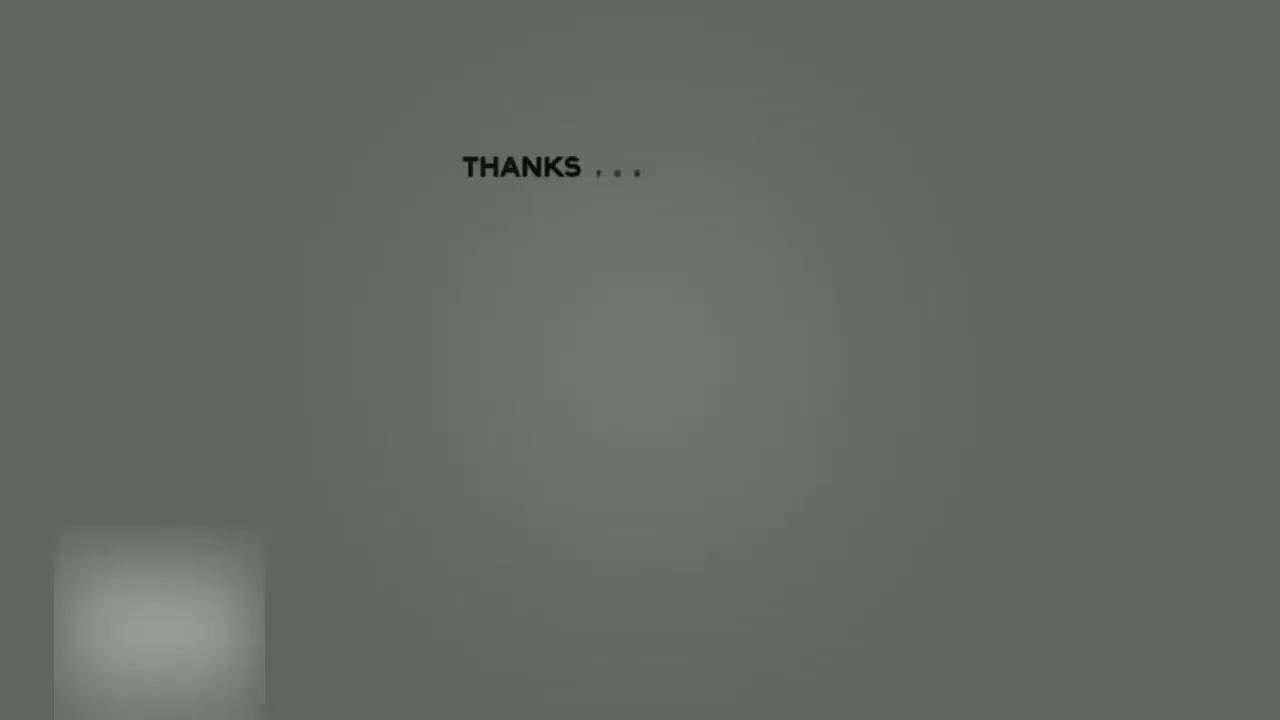 THANKS . . .